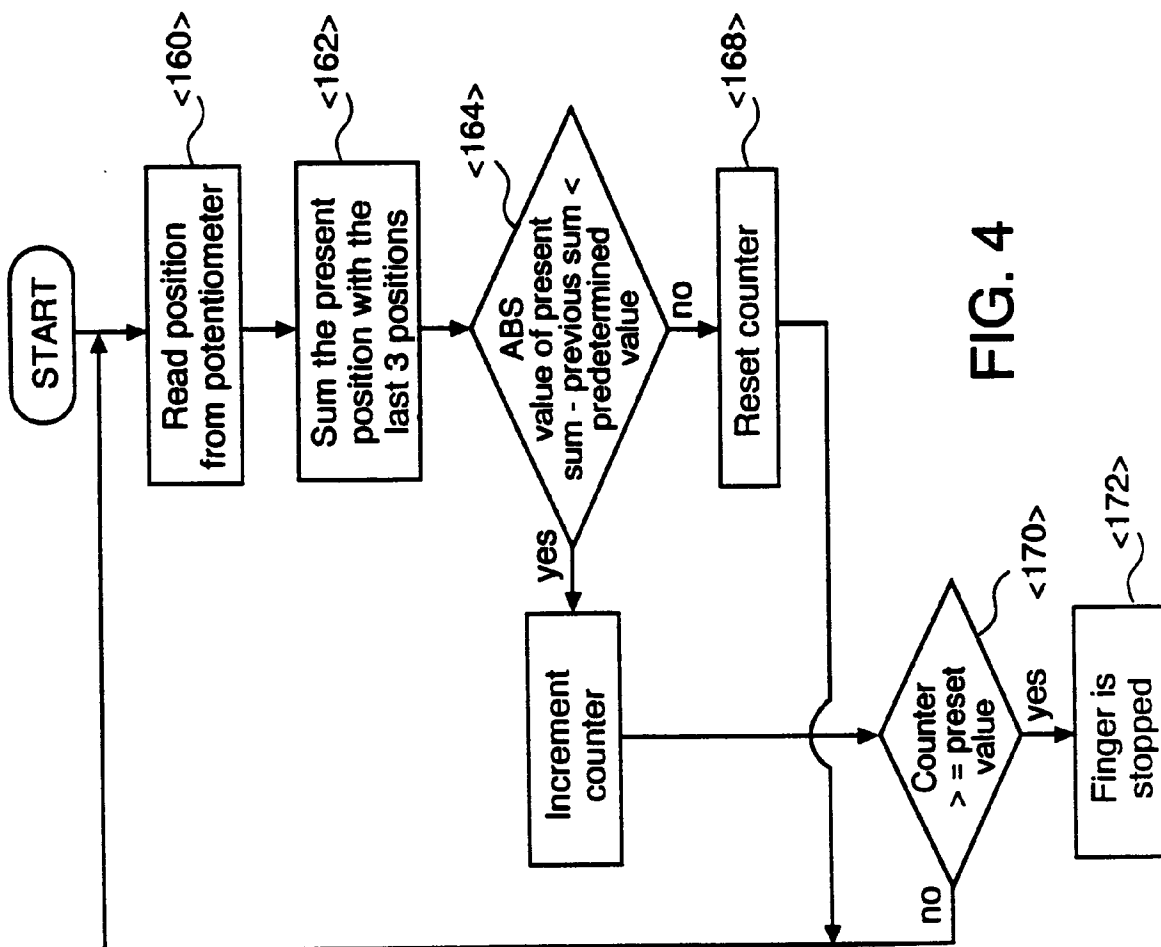 START
Read position
from potentiometer
<160>
Sum the present
position with the
last 3 positions
<162>
ABS
value of present
sum - previous sum <
predetermined
value
<164>
yes
no
Increment
counter
Reset counter
<168>
Counter
> = preset
value
<170>
no
yes
Finger is
stopped
<172>
FIG. 4